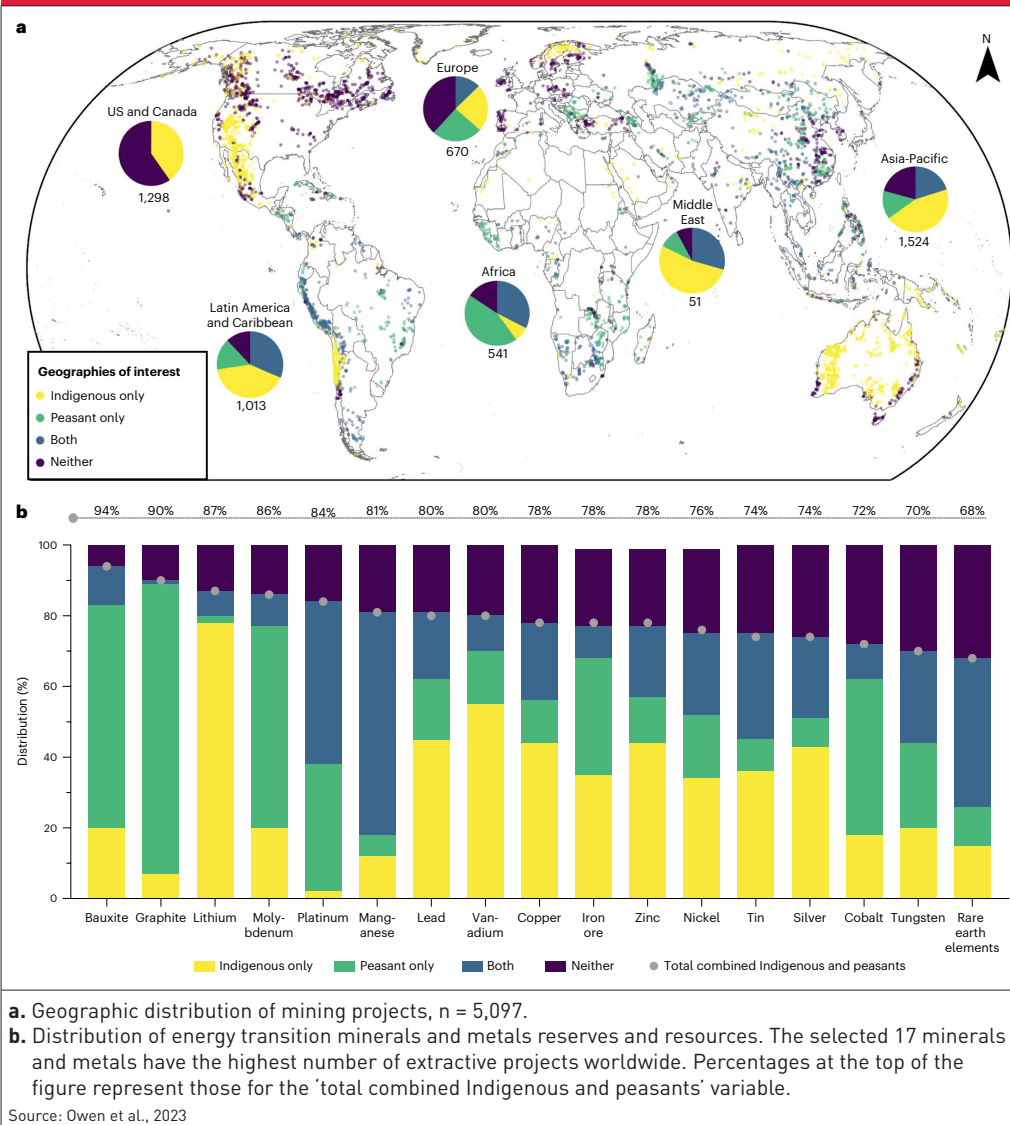 a
N
US and Canada
1,298
Europe
670
Asia-Pacific
1,524
Middle
East
51
Africa
541
Latin America
and Caribbean
1,013
Geographies of interest
Indigenous only
Peasant only
Both
Neither
b
94% 90% 87% 86% 84% 81% 80% 80% 78% 78% 78% 76% 74% 74% 72% 70% 68%
Distribution (%)
100
80
60
40
20
0
Bauxite
Graphite
Lithium
Moly-
bdenum
Platinum
Mang-
anese
Lead
Van-
adium
Copper
Iron
ore
Zinc
Nickel
Tin
Silver
Cobalt
Tungsten
Rare
earth
elements
Indigenous only
Peasant only
Both
Neither
Total combined Indigenous and peasants
a. Geographic distribution of mining projects, n = 5,097.
b. Distribution of energy transition minerals and metals reserves and resources. The selected 17 minerals
and metals have the highest number of extractive projects worldwide. Percentages at the top of the
figure represent those for the ‘total combined Indigenous and peasants’ variable.
Source: Owen et al., 2023